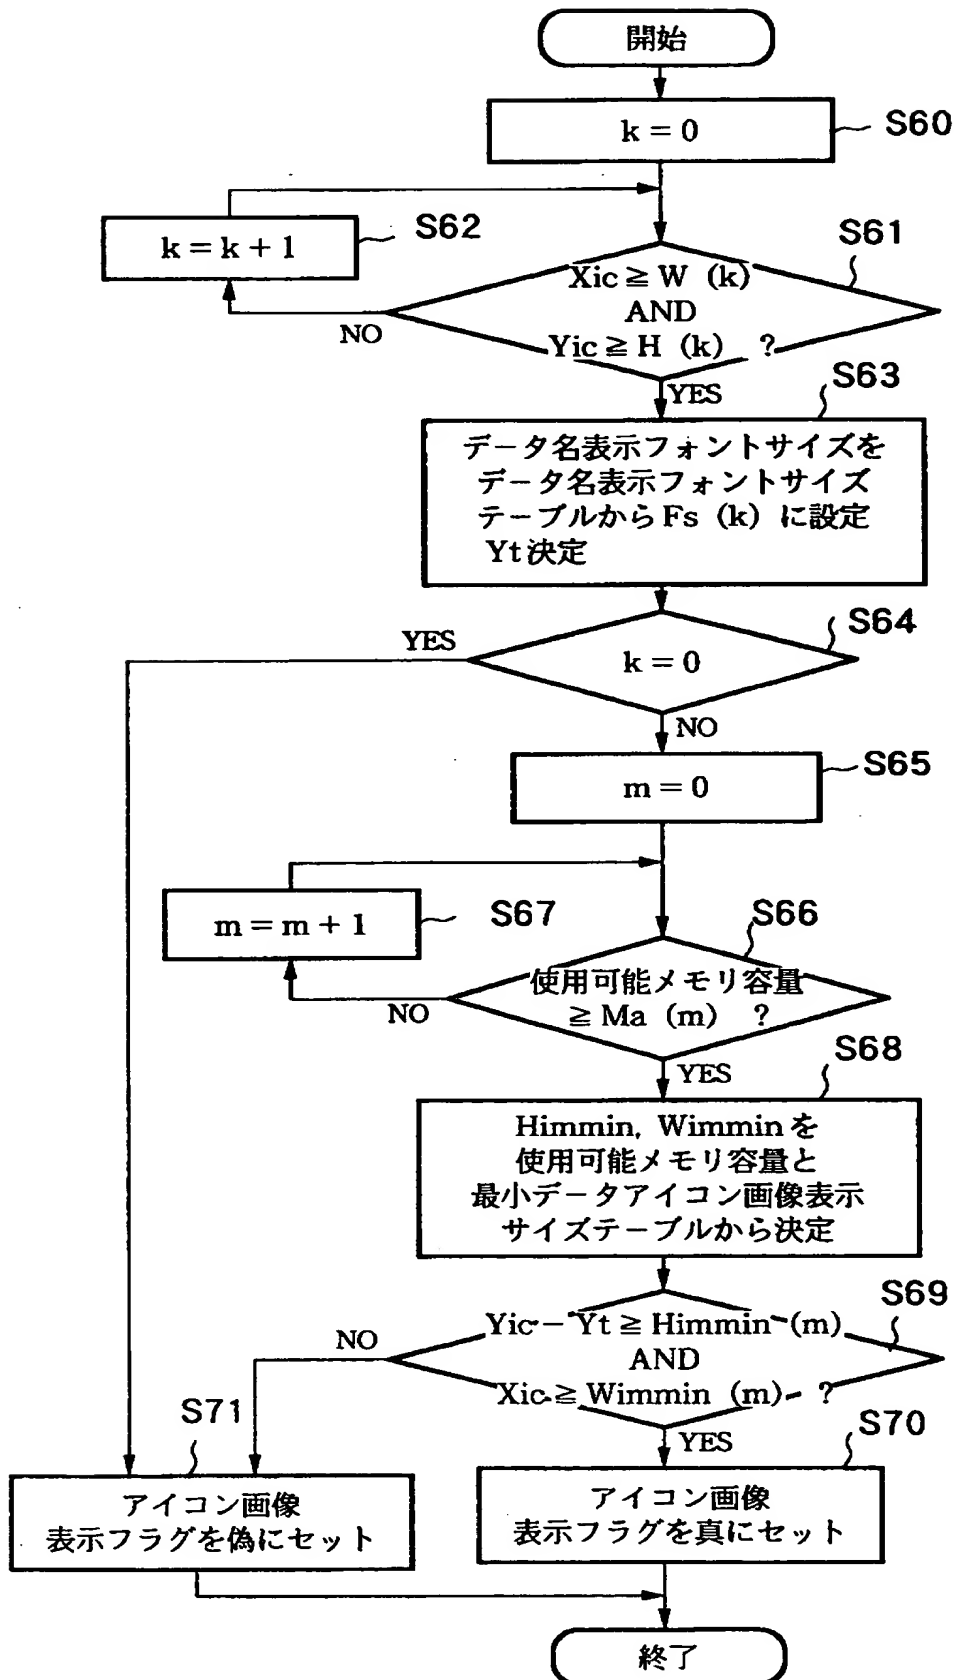 開始
k = 0
S60
k = k + 1
S62
S61
Xic ≧ W (k)
AND
Yic ≧ H (k) ?
NO
YES
S63
データ名表示フォントサイズを
データ名表示フォントサイズ
テーブルからFs (k) に設定
Yt決定
S64
YES
k = 0
NO
S65
m = 0
m = m + 1
S67
S66
使用可能メモリ容量
≧ Ma (m) ?
NO
YES
S68
Himmin, Wimminを
使用可能メモリ容量と
最小データアイコン画像表示
サイズテーブルから決定
S69
Yic − Yt ≧ Himmin (m)
AND
Xic ≧ Wimmin (m) ?
NO
YES
S71
S70
アイコン画像
表示フラグを偽にセット
アイコン画像
表示フラグを真にセット
終了